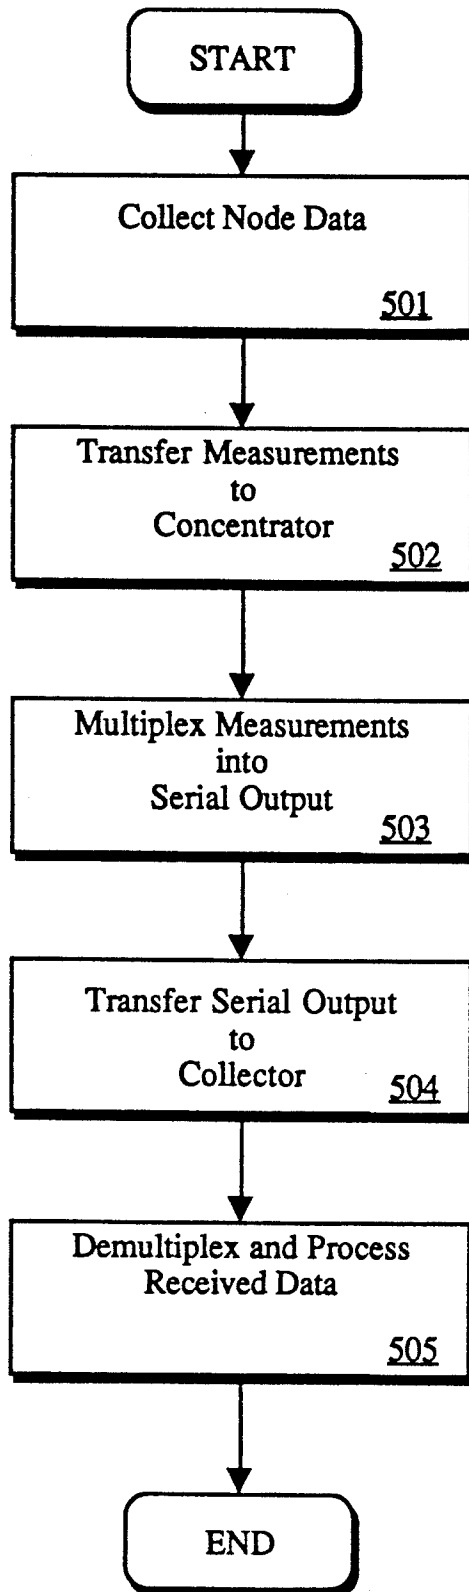 START
Collect Node Data
501
Transfer Measurements
to
Concentrator
502
Multiplex Measurements
into
Serial Output
503
Transfer Serial Output
to
Collector
504
Demultiplex and Process
Received Data
505
END